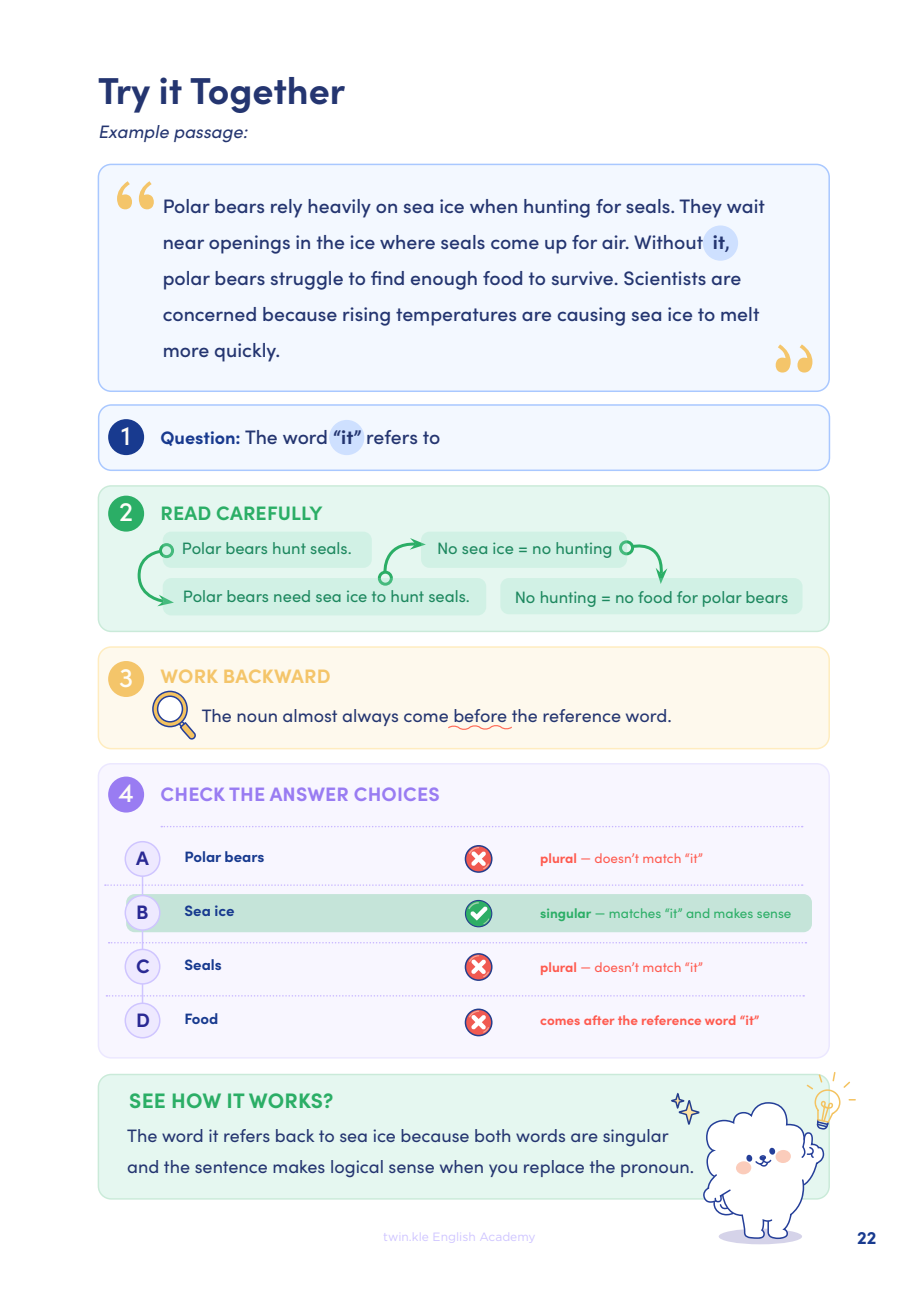 Try it Together
Example passage:
“ Polar bears rely heavily on sea ice when hunting for seals. They wait
near openings in the ice where seals come up for air. Without it,
polar bears struggle to find enough food to survive. Scientists are
concerned because rising temperatures are causing sea ice to melt
more quickly. ”
1 Question: The word “it” refers to
2 READ CAREFULLY
Polar bears hunt seals.
Polar bears need sea ice to hunt seals.
No sea ice = no hunting
No hunting = no food for polar bears
3 WORK BACKWARD
The noun almost always come before the reference word.
4 CHECK THE ANSWER CHOICES
A Polar bears plural — doesn’t match “it”
B Sea ice singular — matches “it” and makes sense
C Seals plural — doesn’t match “it”
D Food comes after the reference word “it”
SEE HOW IT WORKS?
The word it refers back to sea ice because both words are singular
and the sentence makes logical sense when you replace the pronoun.
twin.kle English Academy
22